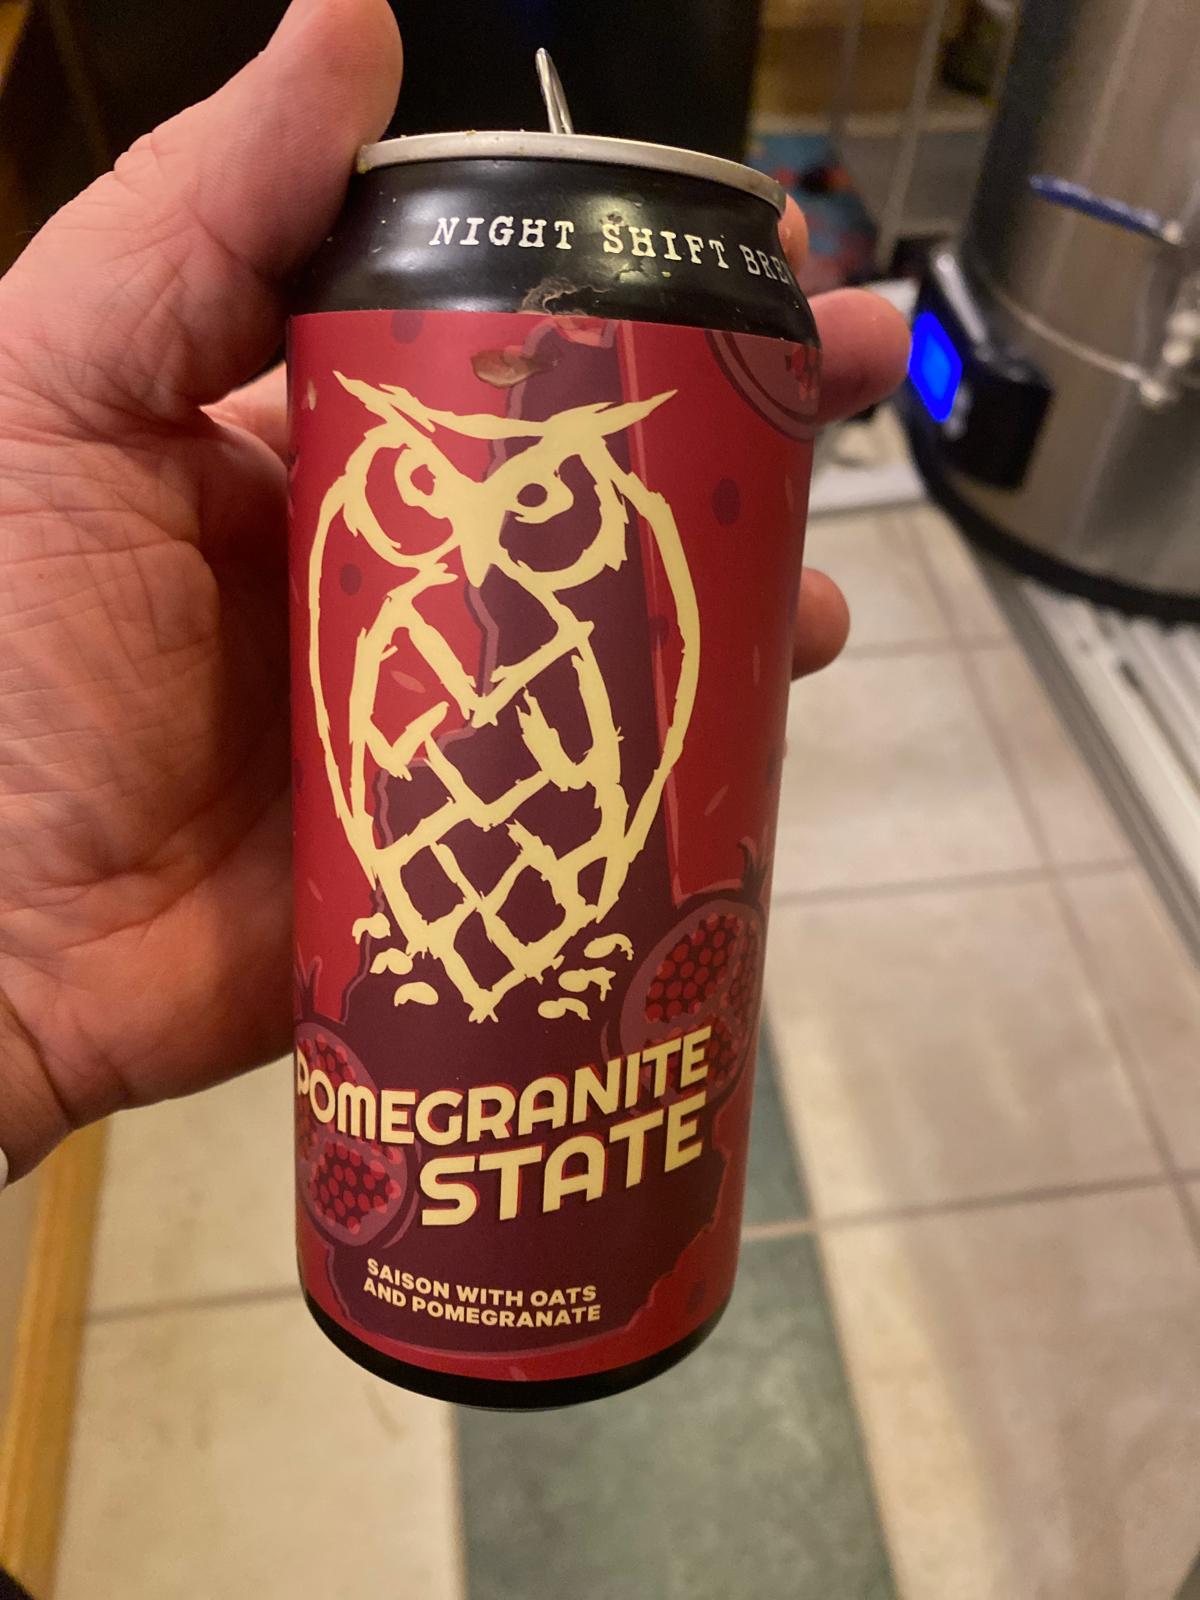 NIGHT SHIFT BRE
POMEGRANITE
STATE
SAISON WITH OATS
AND POMEGRANATE